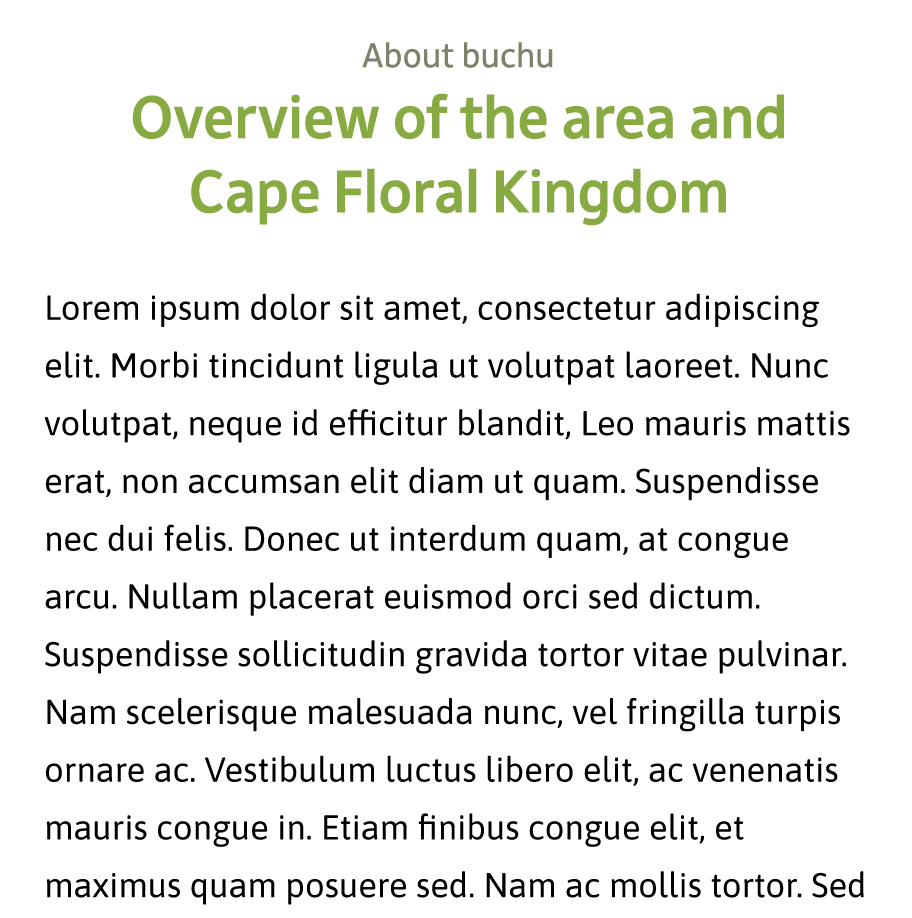 About buchu
Overview of the area and
Cape Floral Kingdom
Lorem ipsum dolor sit amet, consectetur adipiscing
elit. Morbi tincidunt ligula ut volutpat laoreet. Nunc
volutpat, neque id efficitur blandit, Leo mauris mattis
erat, non accumsan elit diam ut quam. Suspendisse
nec dui felis. Donec ut interdum quam, at congue
arcu. Nullam placerat euismod orci sed dictum.
Suspendisse sollicitudin gravida tortor vitae pulvinar.
Nam scelerisque malesuada nunc, vel fringilla turpis
ornare ac. Vestibulum luctus libero elit, ac venenatis
mauris congue in. Etiam finibus congue elit, et
maximus quam posuere sed. Nam ac mollis tortor. Sed